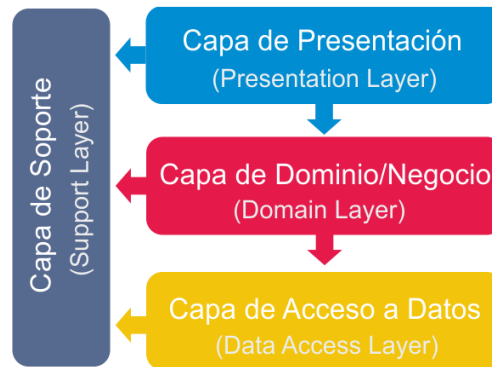 Capa de Soporte
(Support Layer)
Capa de Presentación
(Presentation Layer)
Capa de Dominio/Negocio
(Domain Layer)
Capa de Acceso a Datos
(Data Access Layer)